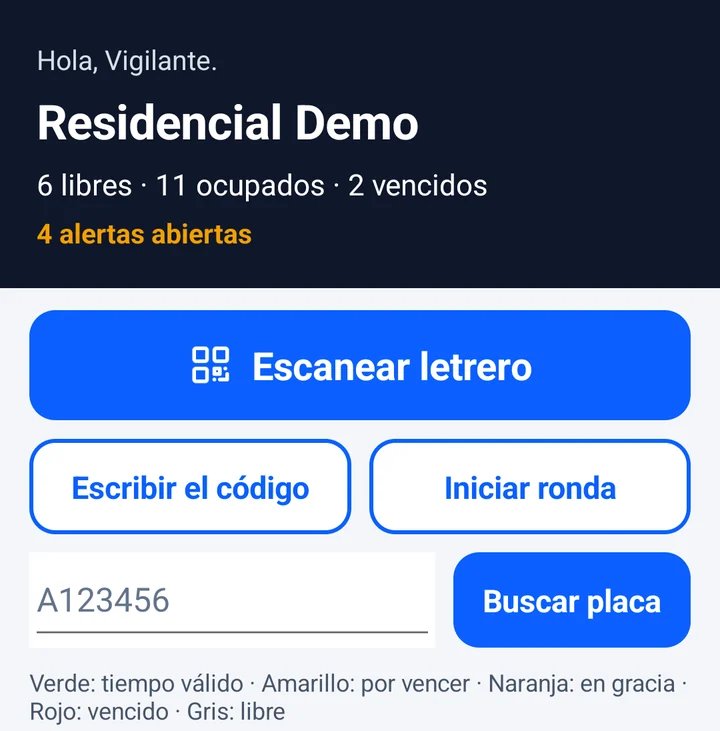 Hola, Vigilante.
Residencial Demo
6 libres · 11 ocupados · 2 vencidos
4 alertas abiertas
Escanear letrero
Escribir el código
Iniciar ronda
A123456
Buscar placa
Verde: tiempo válido · Amarillo: por vencer · Naranja: en gracia ·
Rojo: vencido · Gris: libre